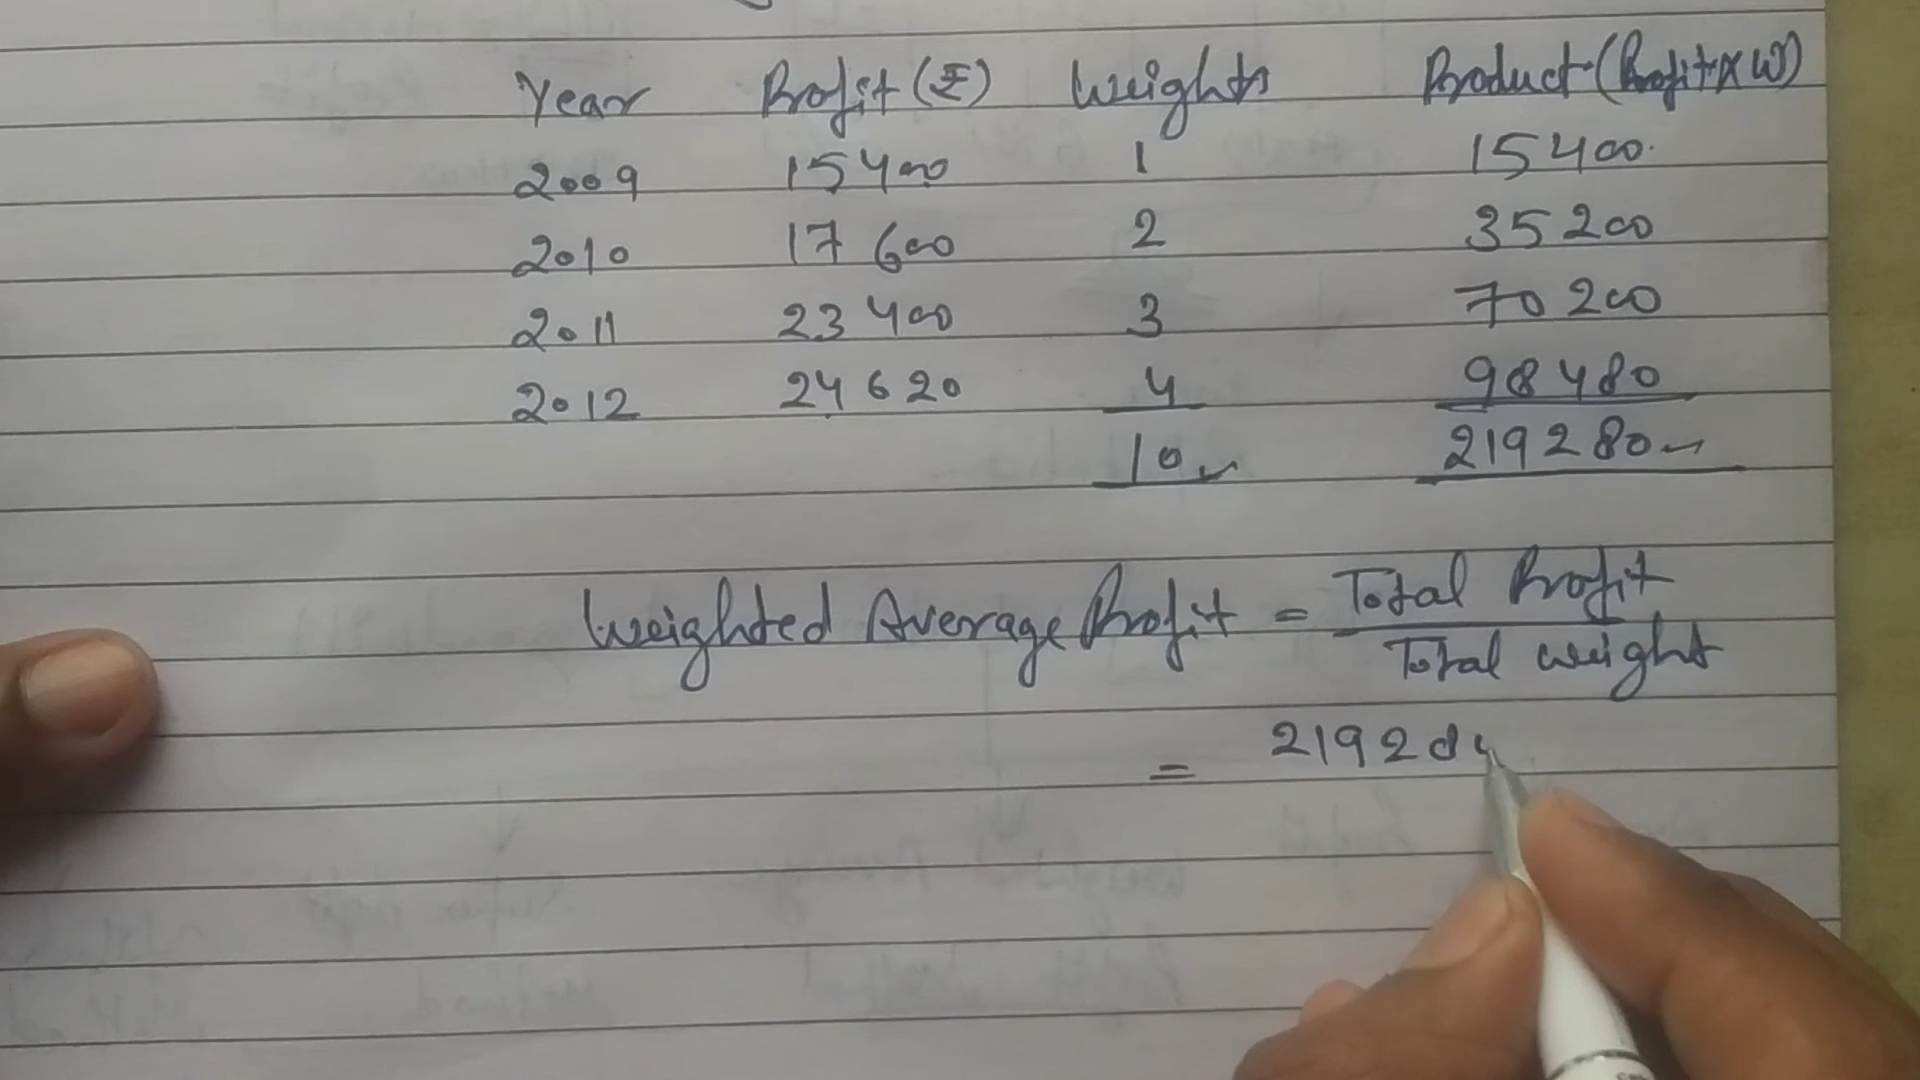 Year Profit (₹) Weights Product (Profit x W)
2009 15400 1 15400
2010 17600 2 35200
2011 23400 3 70200
2012 24620 4 98480
10 219280
Weighted Average Profit = Total Profit
Total weight
= 2192